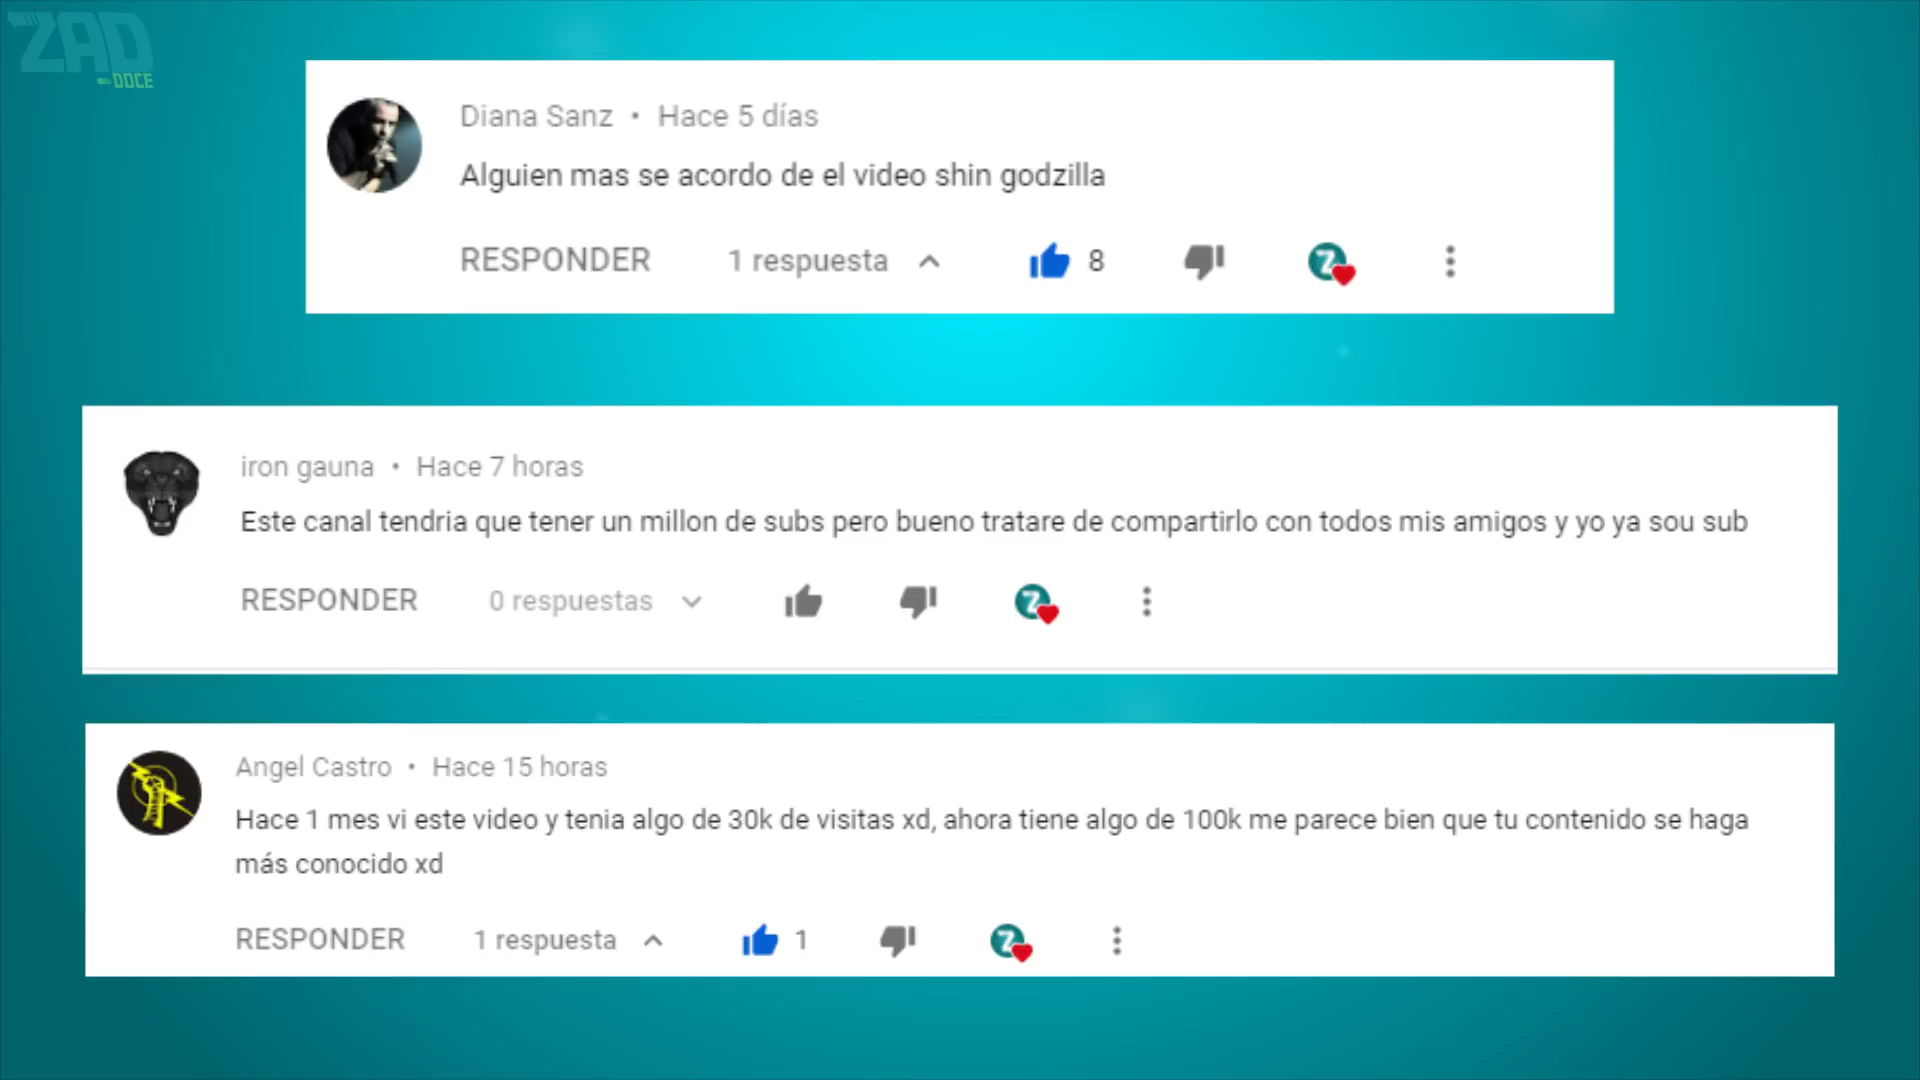 ZAD
DOCE
Diana Sanz • Hace 5 días
Alguien mas se acordo de el video shin godzilla
RESPONDER 1 respuesta 8
iron gauna • Hace 7 horas
Este canal tendria que tener un millon de subs pero bueno tratare de compartirlo con todos mis amigos y yo ya sou sub
RESPONDER 0 respuestas
Angel Castro • Hace 15 horas
Hace 1 mes vi este video y tenia algo de 30k de visitas xd, ahora tiene algo de 100k me parece bien que tu contenido se haga
más conocido xd
RESPONDER 1 respuesta 1